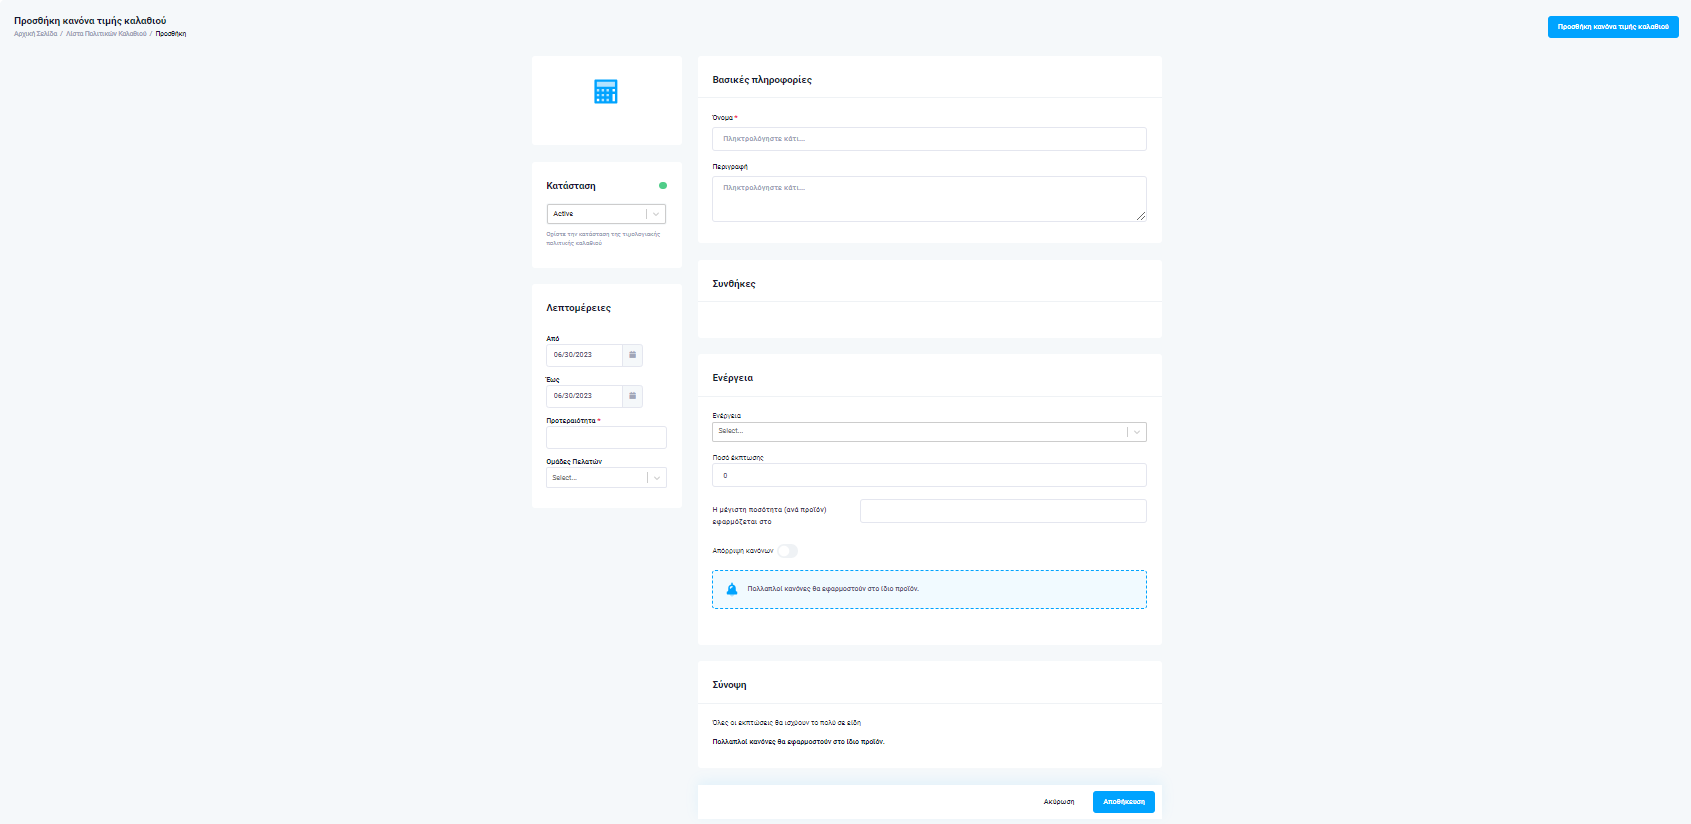 Προσθήκη κανόνα τιμής καλαθιού
Αρχική Σελίδα / Λίστα Πολιτικών Καλαθιού / Προσθήκη
Προσθήκη κανόνα τιμής καλαθιού
Κατάσταση
Active
Ορίστε την κατάσταση της τιμολογιακής
πολιτικής καλαθιού
Λεπτομέρειες
Από
06/30/2023
Έως
06/30/2023
Προτεραιότητα *
Ομάδες Πελατών
Select...
Βασικές πληροφορίες
Όνομα *
Πληκτρολόγηστε κάτι...
Περιγραφή
Πληκτρολόγηστε κάτι...
Συνθήκες
Ενέργεια
Ενέργεια
Select...
Ποσό έκπτωσης
0
Η μέγιστη ποσότητα (ανά προϊόν)
εφαρμόζεται στο
Απόρριψη κανόνων
Πολλαπλοί κανόνες θα εφαρμοστούν στο ίδιο προϊόν.
Σύνοψη
Όλες οι εκπτώσεις θα ισχύουν το πολύ σε είδη
Πολλαπλοί κανόνες θα εφαρμοστούν στο ίδιο προϊόν.
Ακύρωση
Αποθήκευση